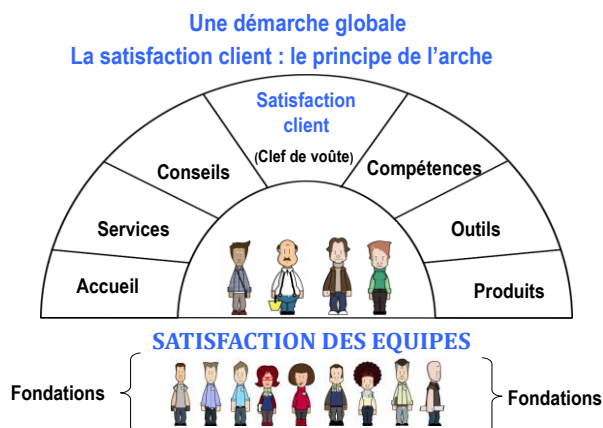 Une démarche globale
La satisfaction client : le principe de l’arche
Satisfaction
client
(Clef de voûte)
Conseils
Compétences
Services
Outils
Accueil
Produits
SATISFACTION DES EQUIPES
Fondations
Fondations